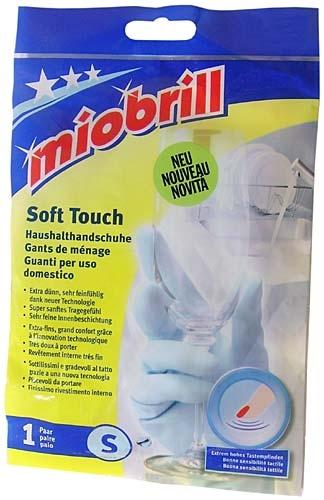 miobrill
NEU
NOUVEAU
NOVITÀ
Soft Touch
Haushalthandschuhe
Gants de ménage
Guanti per uso
domestico
• Extra dünn, sehr feinfühlig
dank neuer Technologie
• Super sanftes Tragegefühl
• Sehr feine Innenbeschichtung
• Extra-fins, grand confort grâce
à l'innovation technologique
• Tres doux à porter
• Revêtement interne très fin
• Sottilissimi e gradevoli al tatto
grazie a una nuova tecnologia
• Piacevoli da portare
• Finissimo rivestimento interno
1 Paar
paire
paio
S
Extrem hohes Tastempfinden
Bonne sensibilité tactile
Buona sensibilità tattile